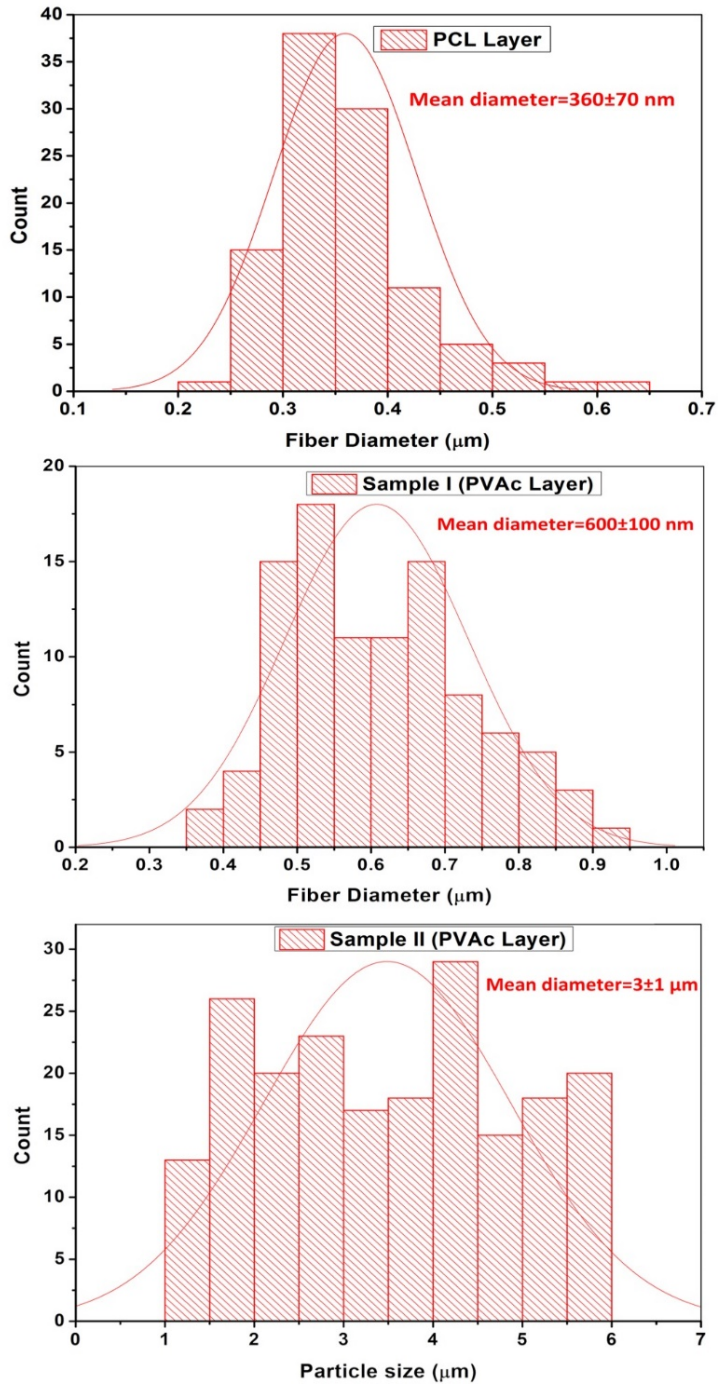 40
35
30
25
20
15
10
5
0
Count
PCL Layer
Mean diameter=360±70 nm
0.1 0.2 0.3 0.4 0.5 0.6 0.7
Fiber Diameter (μm)
20
15
10
5
0
Count
Sample I (PVAc Layer)
Mean diameter=600±100 nm
0.2 0.3 0.4 0.5 0.6 0.7 0.8 0.9 1.0
Fiber Diameter (μm)
30
25
20
15
10
5
0
Count
Sample II (PVAc Layer)
Mean diameter=3±1 μm
0 1 2 3 4 5 6 7
Particle size (μm)